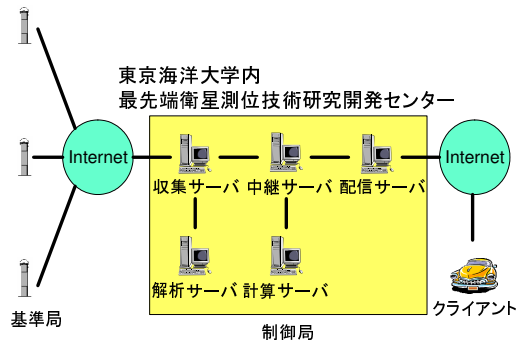 東京海洋大学内
最先端衛星測位技術研究開発センター
Internet
Internet
収集サーバ
中継サーバ
配信サーバ
解析サーバ
計算サーバ
クライアント
基準局
制御局